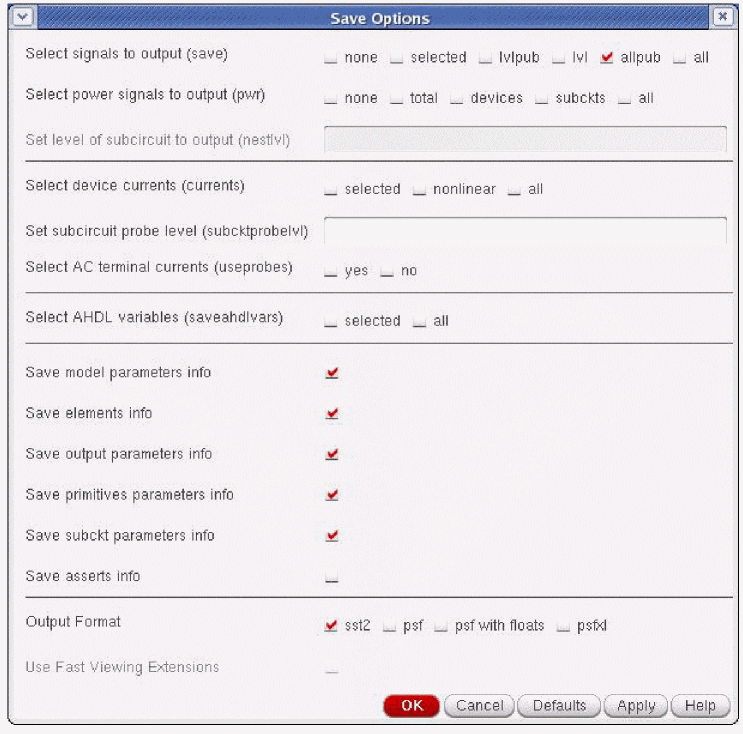 Save Options
Select signals to output (save) none selected lvlpub lvl allpub all
Select power signals to output (pwr) none total devices subckts all
Set level of subcircuit to output (nestlvl)
Select device currents (currents) selected nonlinear all
Set subcircuit probe level (subcktprobelvl)
Select AC terminal currents (useprobes) yes no
Select AHDL variables (saveahdlvars) selected all
Save model parameters info
Save elements info
Save output parameters info
Save primitives parameters info
Save subckt parameters info
Save asserts info
Output Format sst2 psf psf with floats psfxl
Use Fast Viewing Extensions
OK Cancel Defaults Apply Help